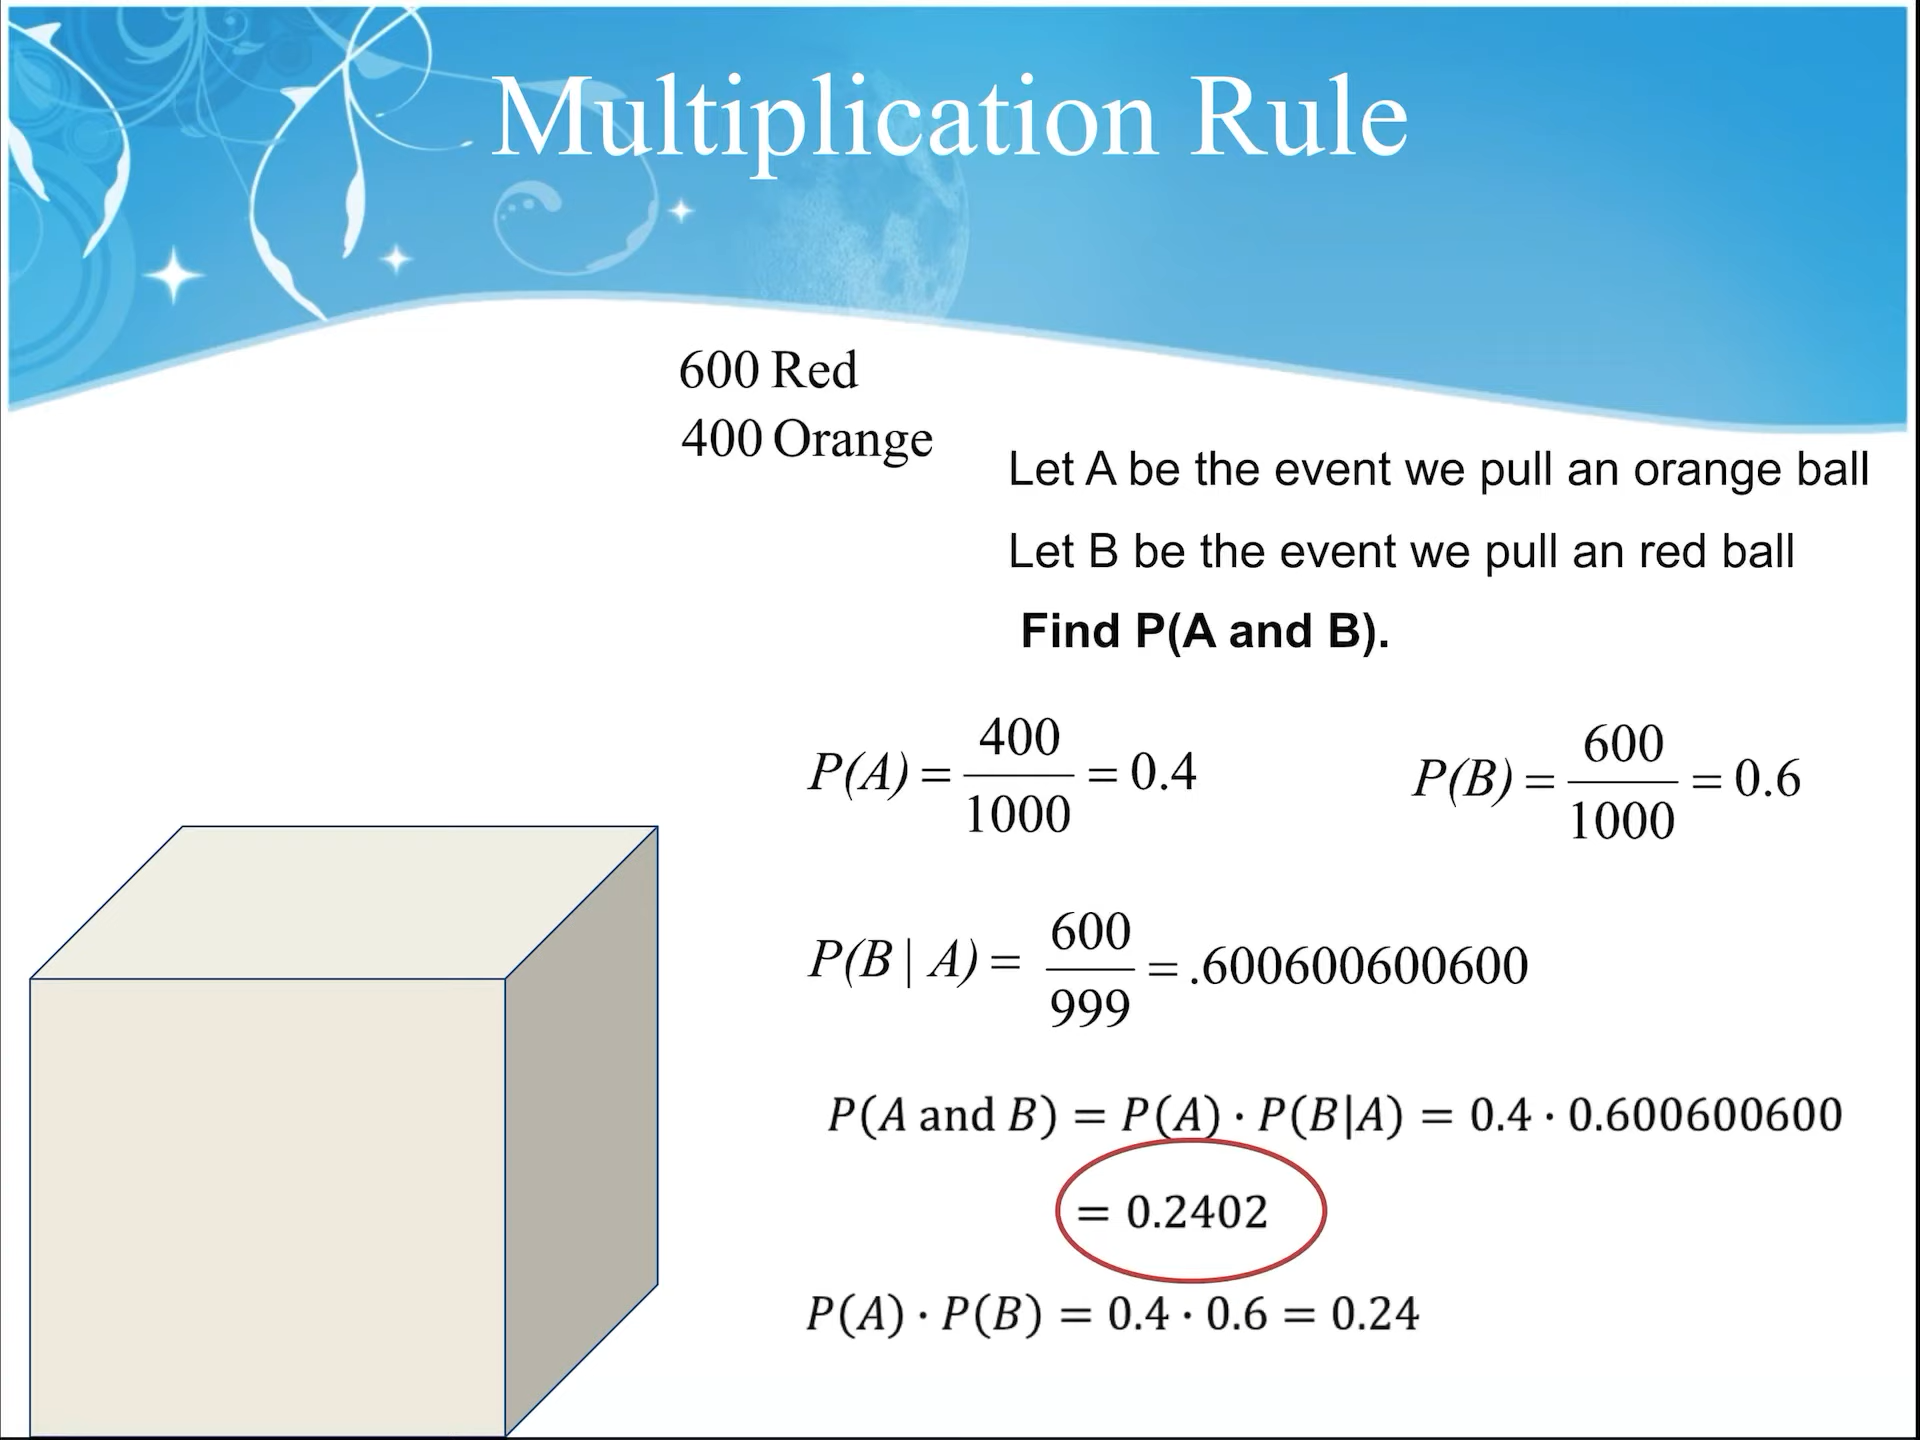 Multiplication Rule
600 Red
400 Orange
Let A be the event we pull an orange ball
Let B be the event we pull an red ball
Find P(A and B).
P(A) = 400/1000 = 0.4
P(B) = 600/1000 = 0.6
P(B | A) = 600/999 = .600600600600
P(A and B) = P(A) · P(B|A) = 0.4 · 0.600600600
= 0.2402
P(A) · P(B) = 0.4 · 0.6 = 0.24